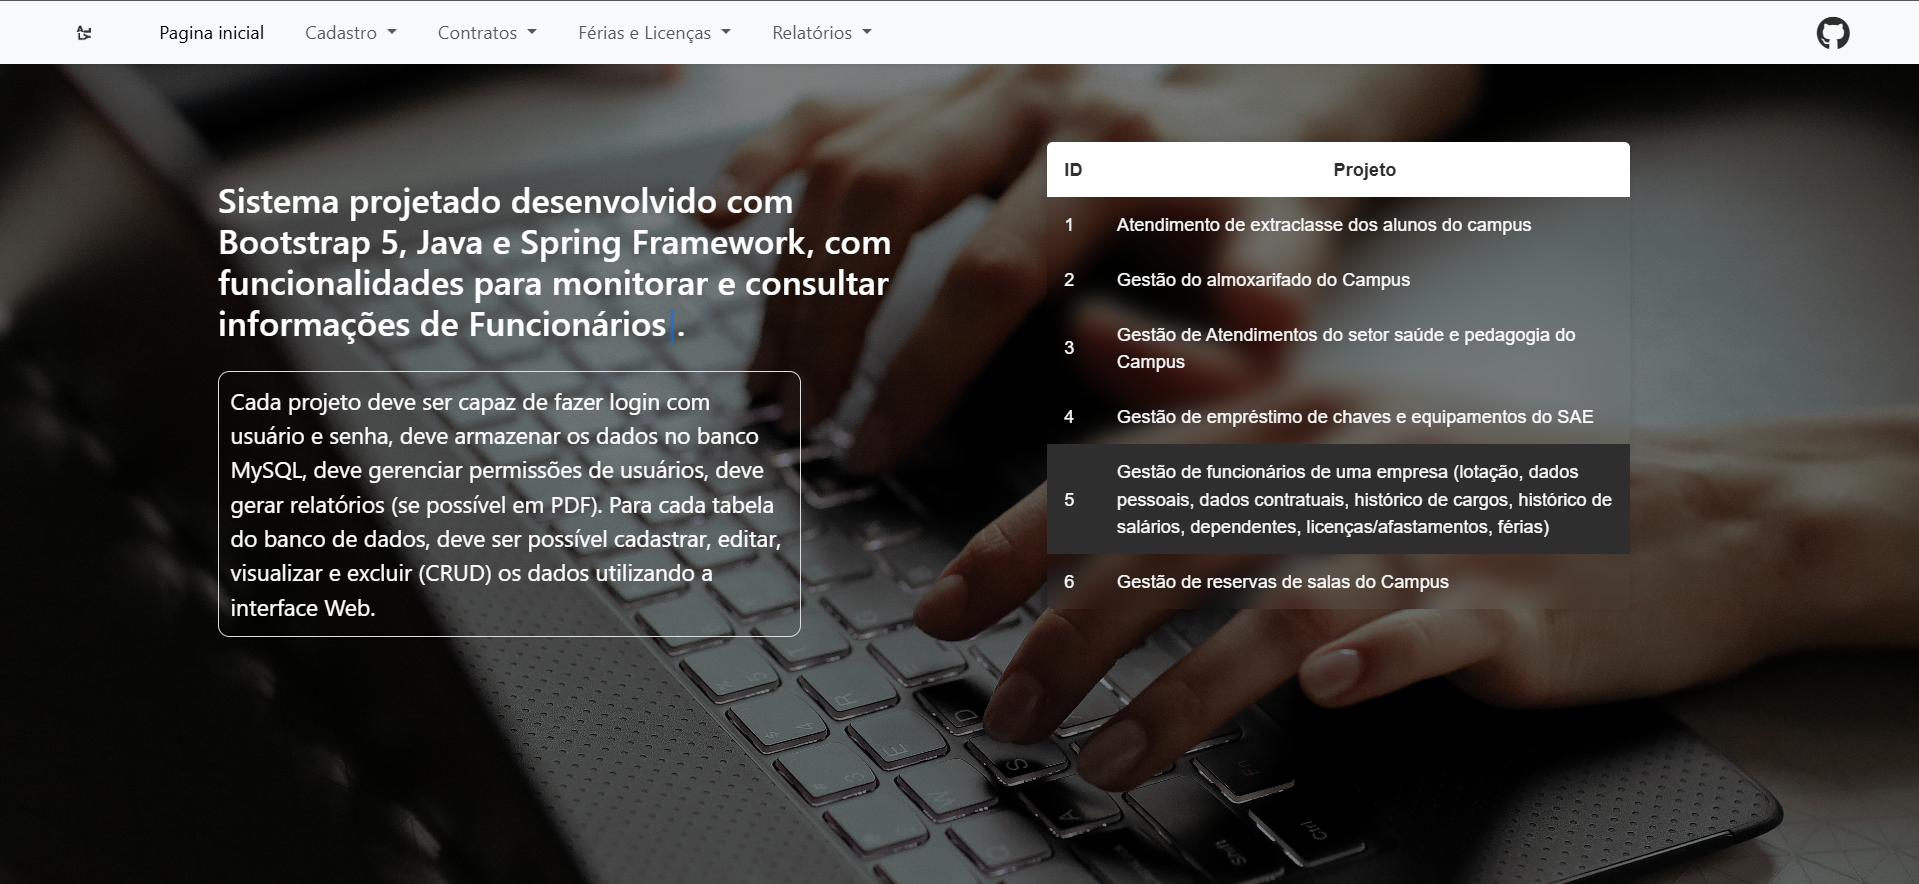 Pagina inicial
Cadastro
Contratos
Férias e Licenças
Relatórios
Sistema projetado desenvolvido com
Bootstrap 5, Java e Spring Framework, com
funcionalidades para monitorar e consultar
informações de Funcionários|.
Cada projeto deve ser capaz de fazer login com
usuário e senha, deve armazenar os dados no banco
MySQL, deve gerenciar permissões de usuários, deve
gerar relatórios (se possível em PDF). Para cada tabela
do banco de dados, deve ser possível cadastrar, editar,
visualizar e excluir (CRUD) os dados utilizando a
interface Web.
ID Projeto
1 Atendimento de extraclasse dos alunos do campus
2 Gestão do almoxarifado do Campus
3 Gestão de Atendimentos do setor saúde e pedagogia do
Campus
4 Gestão de empréstimo de chaves e equipamentos do SAE
5 Gestão de funcionários de uma empresa (lotação, dados
pessoais, dados contratuais, histórico de cargos, histórico de
salários, dependentes, licenças/afastamentos, férias)
6 Gestão de reservas de salas do Campus
R
D
E
S
W
A
Fn
Ctrl
Shift